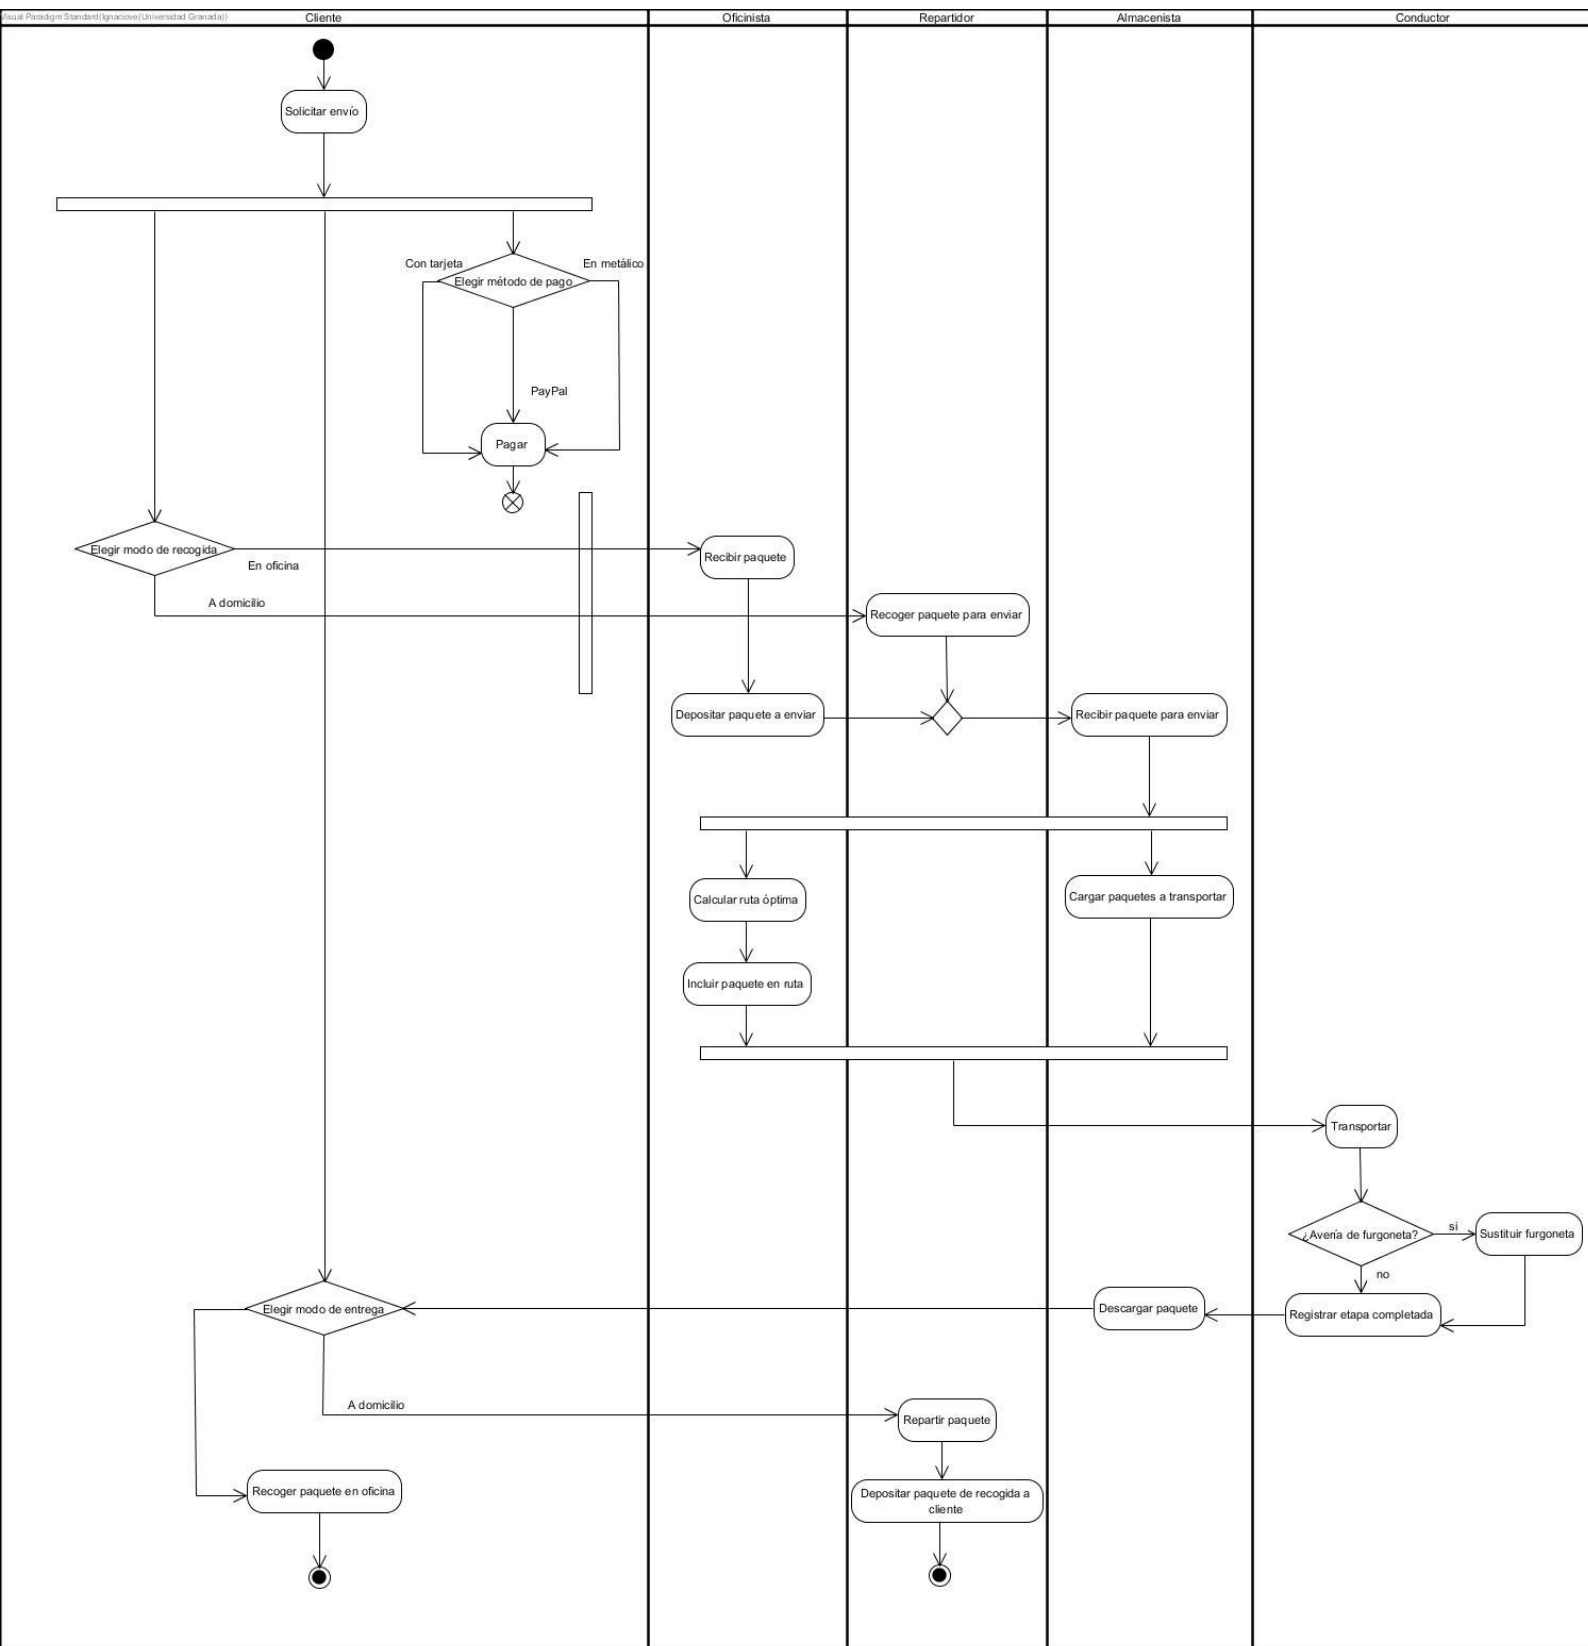 Visual Paradigm Standard(Ignaciove(Universidad Granada))
Cliente
Oficinista
Repartidor
Almacenista
Conductor
Solicitar envío
Con tarjeta
En metálico
Elegir método de pago
PayPal
Pagar
Elegir modo de recogida
En oficina
Recibir paquete
A domicilio
Recoger paquete para enviar
Depositar paquete a enviar
Recibir paquete para enviar
Calcular ruta óptima
Cargar paquetes a transportar
Incluir paquete en ruta
Transportar
¿Avería de furgoneta?
si
Sustituir furgoneta
no
Elegir modo de entrega
Descargar paquete
Registrar etapa completada
A domicilio
Repartir paquete
Recoger paquete en oficina
Depositar paquete de recogida a
cliente